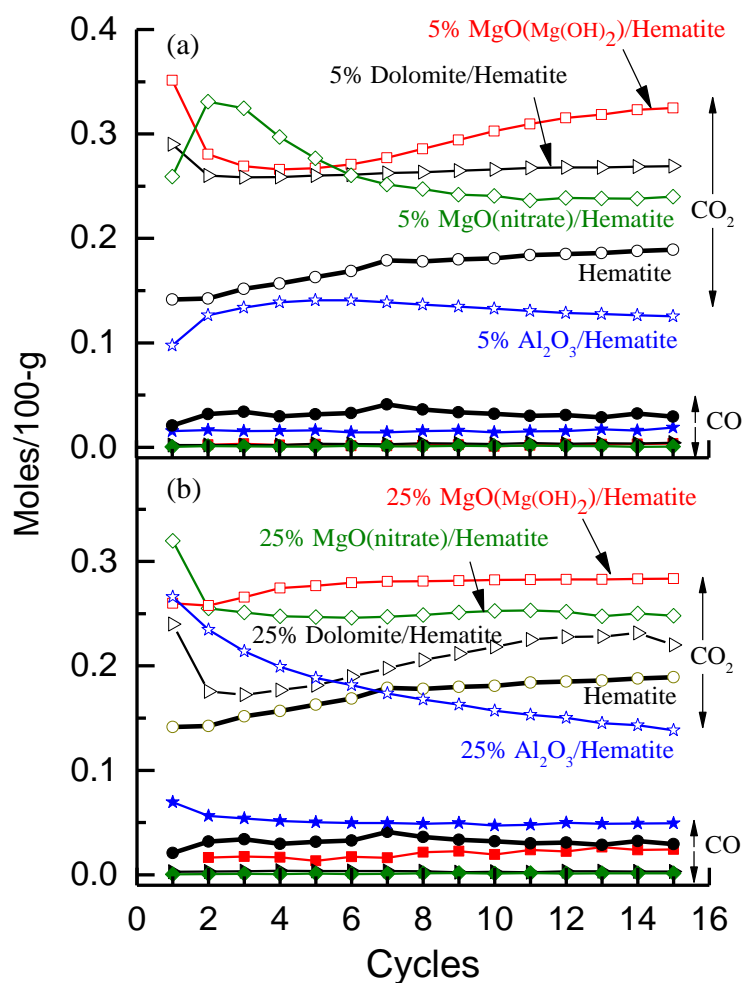 0.4
(a)
5% MgO(Mg(OH)2)/Hematite
5% Dolomite/Hematite
0.3
CO2
5% MgO(nitrate)/Hematite
0.2
Hematite
5% Al2O3/Hematite
0.1
CO
0.0
Moles/100-g
(b)
25% MgO(Mg(OH)2)/Hematite
25% MgO(nitrate)/Hematite
0.3
25% Dolomite/Hematite
CO2
0.2
Hematite
25% Al2O3/Hematite
0.1
CO
0.0
0 2 4 6 8 10 12 14 16
Cycles